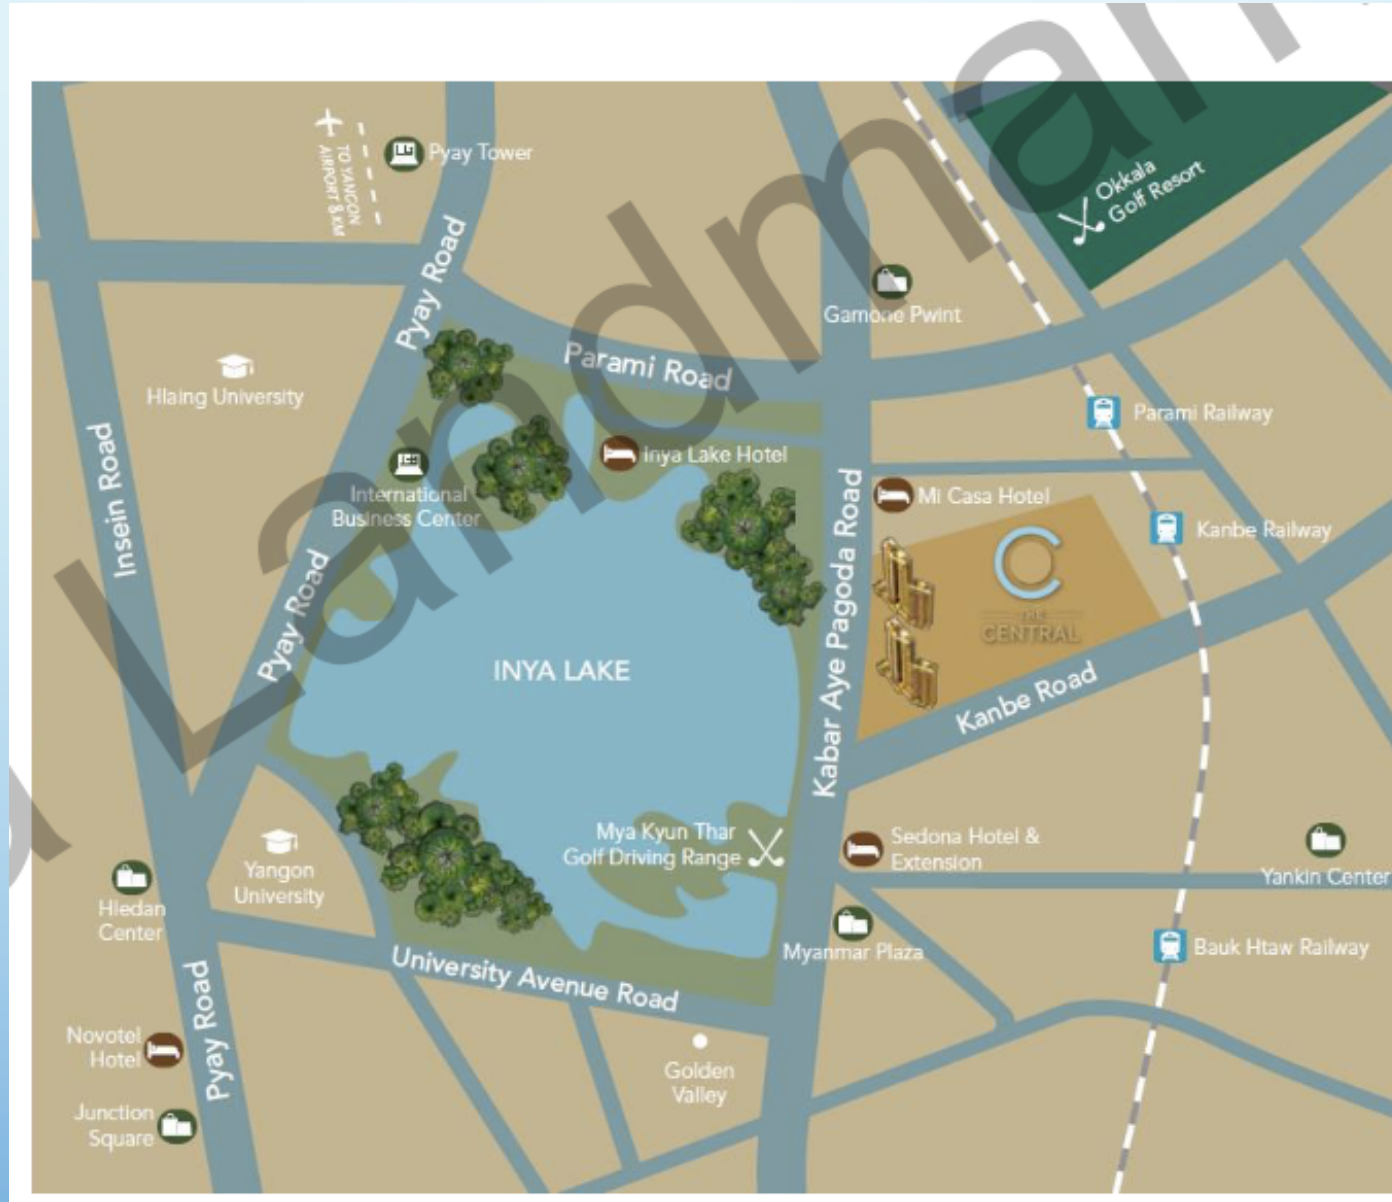 TO YANGON
AIRPORT & MM
Pyay Tower
Okkala
Golf Resort
Pyay Road
Gamone Pwint
Parami Road
Hlaing University
Parami Railway
Insein Road
Inya Lake Hotel
International
Business Center
Mi Casa Hotel
Kanbe Railway
Pyay Road
Kabar Aye Pagoda Road
THE
CENTRAL
INYA LAKE
Kanbe Road
Mya Kyun Thar
Golf Driving Range
Sedona Hotel &
Extension
Yankin Center
Yangon
University
Hledan
Center
Myanmar Plaza
Bauk Htaw Railway
University Avenue Road
Pyay Road
Novotel
Hotel
Golden
Valley
Junction
Square